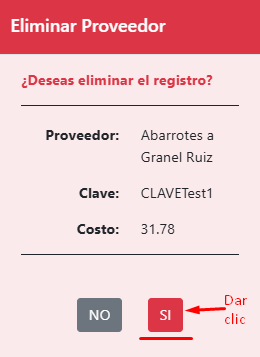 Eliminar Proveedor
¿Deseas eliminar el registro?
Proveedor: Abarrotes a
Granel Ruiz
Clave: CLAVETest1
Costo: 31.78
NO SI Dar
clic